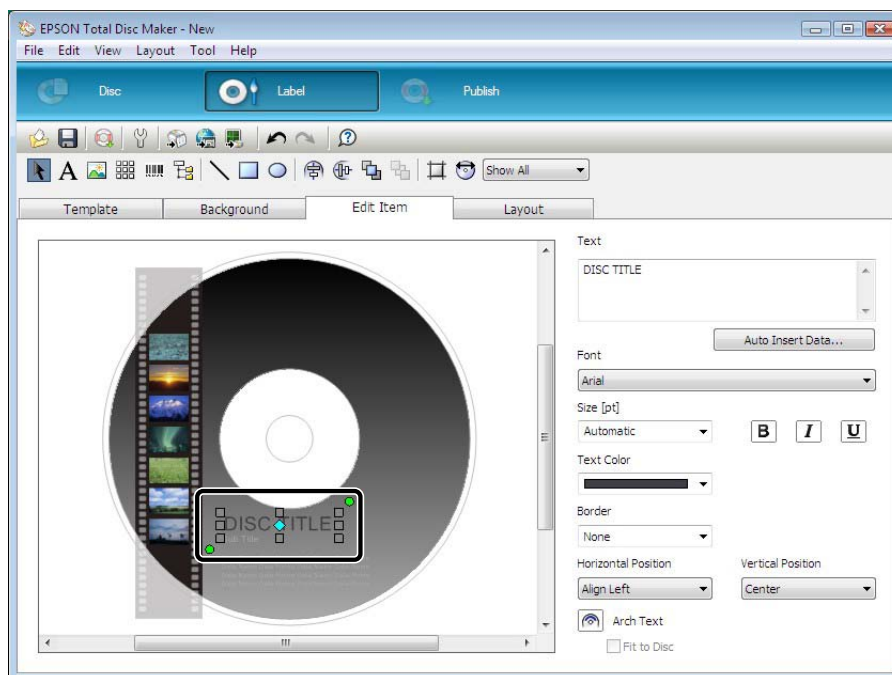 EPSON Total Disc Maker - New
File Edit View Layout Tool Help
Disc Label Publish
Show All
Template Background Edit Item Layout
Text
DISC TITLE
Auto Insert Data...
Font
Arial
Size [pt]
Automatic B I U
Text Color
Border
None
Horizontal Position Vertical Position
Align Left Center
Arch Text
Fit to Disc
DISC TITLE
Sub Title